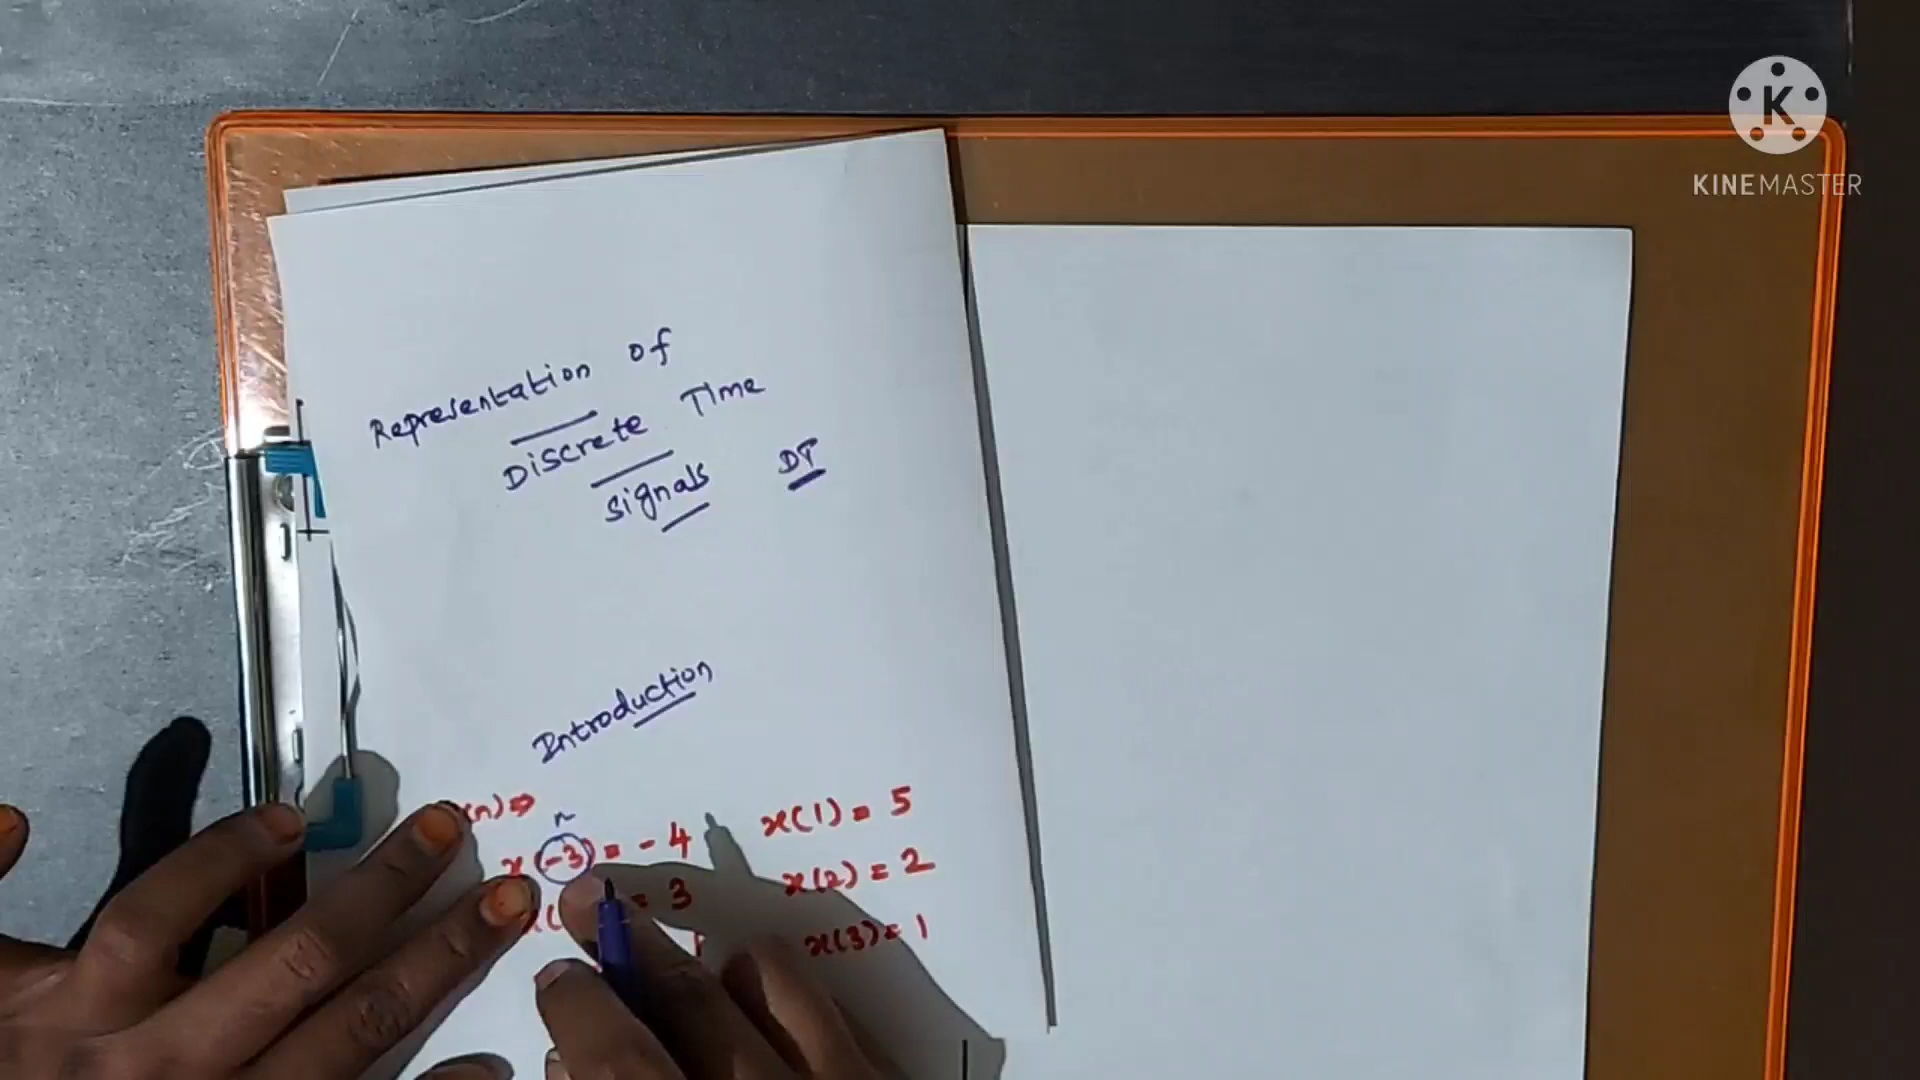 K
KINEMASTER
Representation of
Discrete Time
Signals DT
Introduction
(n) ⇒
n
x(-3) = -4 x(1) = 5
x( = 3 x(2) = 2
x(3) = 1